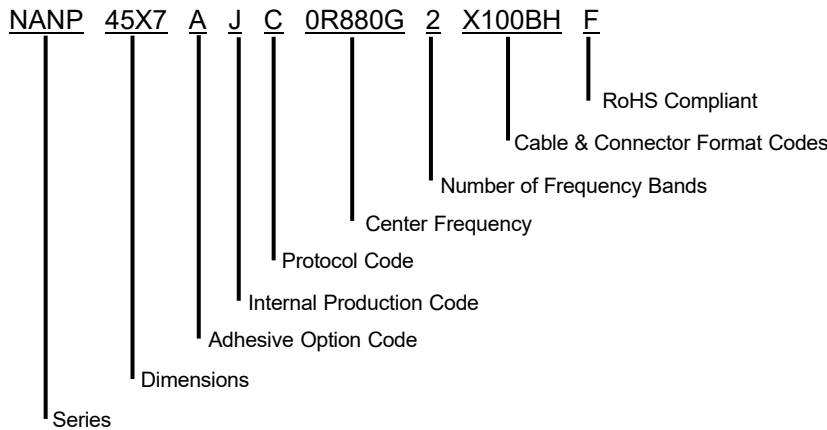 NANP 45X7 A J C 0R880G 2 X100BH F
RoHS Compliant
Cable & Connector Format Codes
Number of Frequency Bands
Center Frequency
Protocol Code
Internal Production Code
Adhesive Option Code
Dimensions
Series